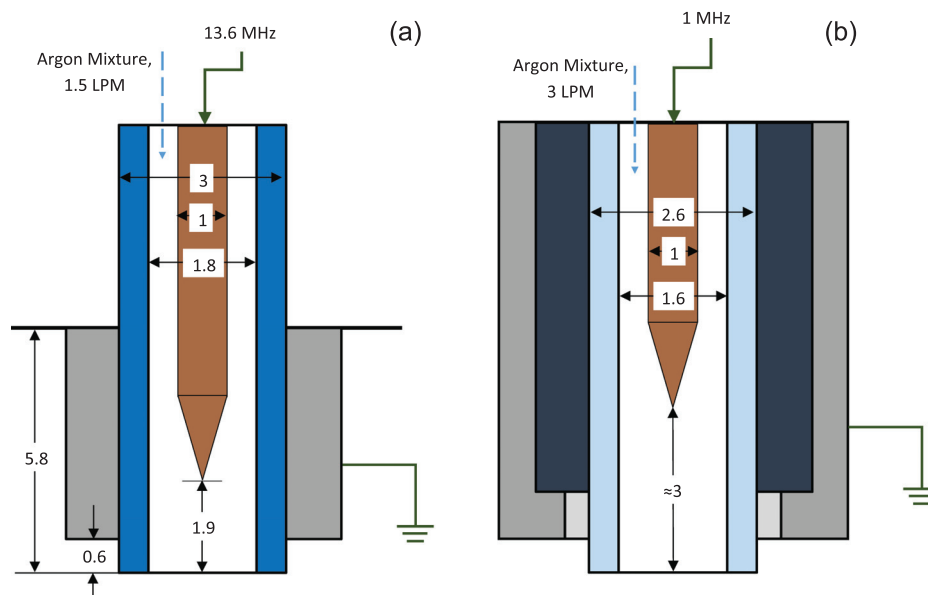 13.6 MHz
(a)
Argon Mixture,
1.5 LPM
3
1
1.8
5.8
1.9
0.6
1 MHz
(b)
Argon Mixture,
3 LPM
2.6
1
1.6
≈3